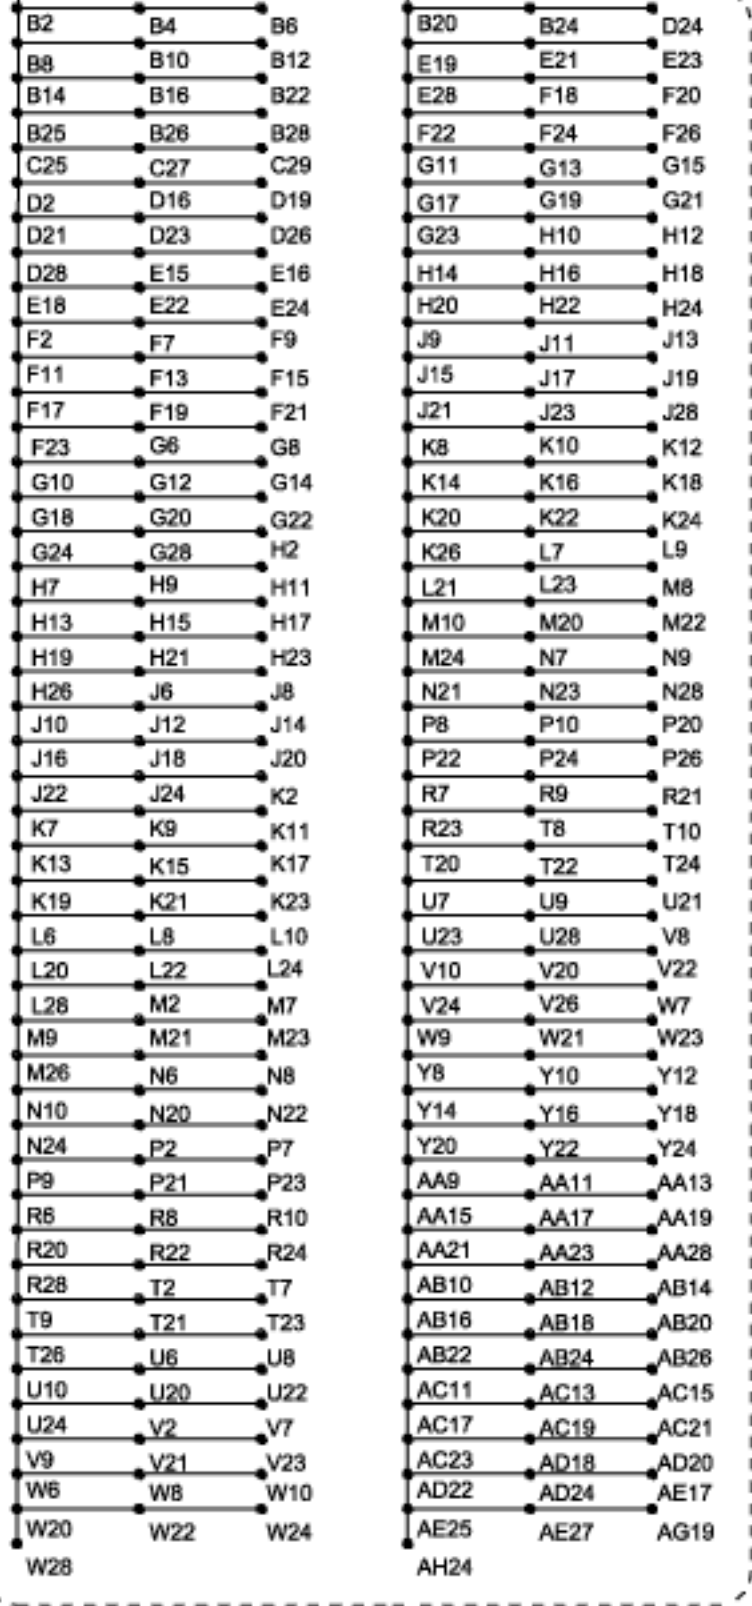 B2 B4 B6 B20 B24 D24
B8 B10 B12 E19 E21 E23
B14 B16 B22 E28 F18 F20
B25 B26 B28 F22 F24 F26
C25 C27 C29 G11 G13 G15
D2 D16 D19 G17 G19 G21
D21 D23 D26 G23 H10 H12
D28 E15 E16 H14 H16 H18
E18 E22 E24 H20 H22 H24
F2 F7 F9 J9 J11 J13
F11 F13 F15 J15 J17 J19
F17 F19 F21 J21 J23 J28
F23 G6 G8 K8 K10 K12
G10 G12 G14 K14 K16 K18
G18 G20 G22 K20 K22 K24
G24 G28 H2 K26 L7 L9
H7 H9 H11 L21 L23 M8
H13 H15 H17 M10 M20 M22
H19 H21 H23 M24 N7 N9
H26 J6 J8 N21 N23 N28
J10 J12 J14 P8 P10 P20
J16 J18 J20 P22 P24 P26
J22 J24 K2 R7 R9 R21
K7 K9 K11 R23 T8 T10
K13 K15 K17 T20 T22 T24
K19 K21 K23 U7 U9 U21
L6 L8 L10 U23 U28 V8
L20 L22 L24 V10 V20 V22
L28 M2 M7 V24 V26 W7
M9 M21 M23 W9 W21 W23
M26 N6 N8 Y8 Y10 Y12
N10 N20 N22 Y14 Y16 Y18
N24 P2 P7 Y20 Y22 Y24
P9 P21 P23 AA9 AA11 AA13
R6 R8 R10 AA15 AA17 AA19
R20 R22 R24 AA21 AA23 AA28
R28 T2 T7 AB10 AB12 AB14
T9 T21 T23 AB16 AB18 AB20
T26 U6 U8 AB22 AB24 AB26
U10 U20 U22 AC11 AC13 AC15
U24 V2 V7 AC17 AC19 AC21
V9 V21 V23 AC23 AD18 AD20
W6 W8 W10 AD22 AD24 AE17
W20 W22 W24 AE25 AE27 AG19
W28 AH24